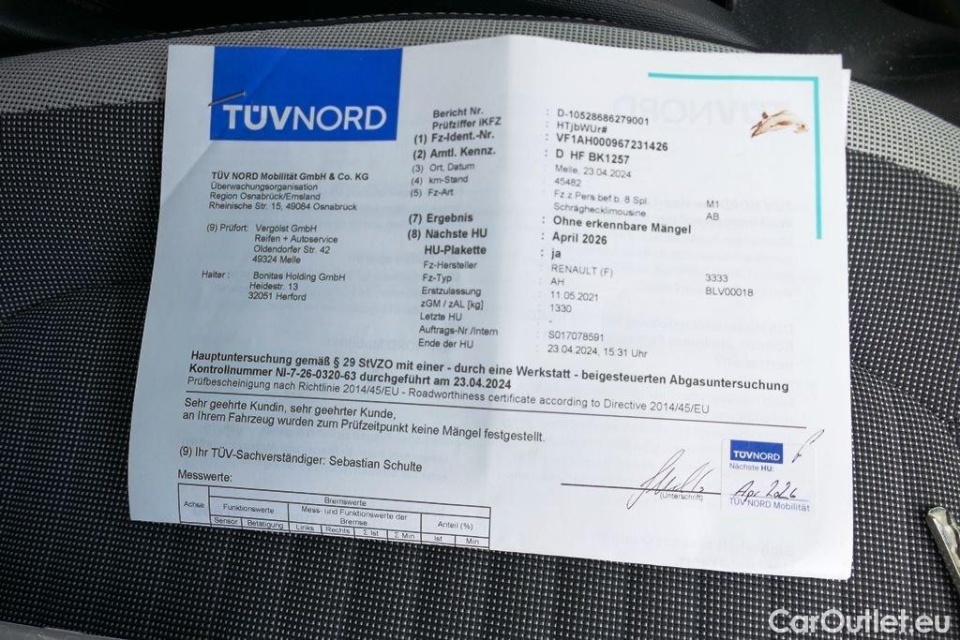 TÜVNORD
TÜV NORD Mobilität GmbH & Co. KG
Überwachungsorganisation
Region Osnabrück/Emsland
Rheinische Str. 15, 49084 Osnabrück
(9) Prüfort: Vergölst GmbH
Reifen + Autoservice
Oldendorfer Str. 42
49324 Melle
Halter : Bonitas Holding GmbH
Heidestr. 13
32051 Herford
Bericht Nr. : D-10528686279001
Prüfziffer iKFZ : HTjbWUr#
(1) Fz-Ident.-Nr. : VF1AH000967231426
(2) Amtl. Kennz. : D HF BK1257
(3) Ort, Datum : Melle, 23.04.2024
(4) km-Stand : 45482
(5) Fz-Art : Fz z Pers bef b. 8 Spl. M1
Schräghecklimousine AB
(7) Ergebnis : Ohne erkennbare Mängel
(8) Nächste HU : April 2026
HU-Plakette : ja
Fz-Hersteller : RENAULT (F) 3333
Fz-Typ : AH BLV00018
Erstzulassung : 11.05.2021
zGM / zAL [kg] : 1330
Letzte HU : -
Auftrags-Nr./Intern : S017078591
Ende der HU : 23.04.2024, 15:31 Uhr
Hauptuntersuchung gemäß § 29 StVZO mit einer - durch eine Werkstatt - beigesteuerten Abgasuntersuchung
Kontrollnummer NI-7-26-0320-63 durchgeführt am 23.04.2024
Prüfbescheinigung nach Richtlinie 2014/45/EU - Roadworthiness certificate according to Directive 2014/45/EU
Sehr geehrte Kundin, sehr geehrter Kunde,
an Ihrem Fahrzeug wurden zum Prüfzeitpunkt keine Mängel festgestellt.
(9) Ihr TÜV-Sachverständiger: Sebastian Schulte
(Unterschrift)
TÜVNORD
Nächste HU:
Apr 2026
TÜV NORD Mobilität
Messwerte:
Achse
Bremswerte
Funktionswerte
Mess- und Funktionswerte der
Bremse
Anteil (%)
Sensor Betätigung Links Rechts Σ Ist Σ Min Ist Min
CarOutlet.eu